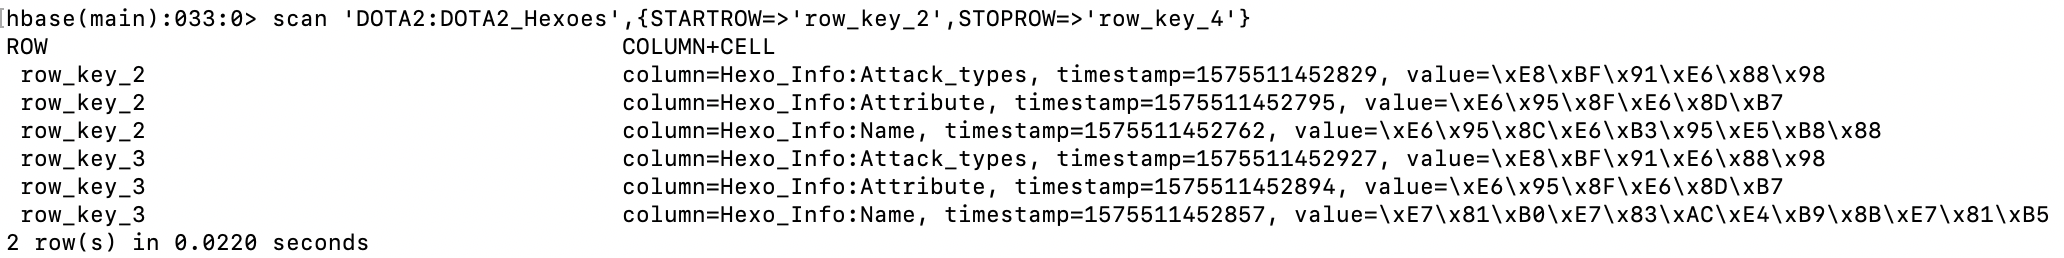 hbase(main):033:0> scan 'DOTA2:DOTA2_Hexoes',{STARTROW=>'row_key_2',STOPROW=>'row_key_4'}
ROW COLUMN+CELL
row_key_2 column=Hexo_Info:Attack_types, timestamp=1575511452829, value=\xE8\xBF\x91\xE6\x88\x98
row_key_2 column=Hexo_Info:Attribute, timestamp=1575511452795, value=\xE6\x95\x8F\xE6\x8D\xB7
row_key_2 column=Hexo_Info:Name, timestamp=1575511452762, value=\xE6\x95\x8C\xE6\xB3\x95\xE5\xB8\x88
row_key_3 column=Hexo_Info:Attack_types, timestamp=1575511452927, value=\xE8\xBF\x91\xE6\x88\x98
row_key_3 column=Hexo_Info:Attribute, timestamp=1575511452894, value=\xE6\x95\x8F\xE6\x8D\xB7
row_key_3 column=Hexo_Info:Name, timestamp=1575511452857, value=\xE7\x81\xB0\xE7\x83\xAC\xE4\xB9\x8B\xE7\x81\xB5
2 row(s) in 0.0220 seconds